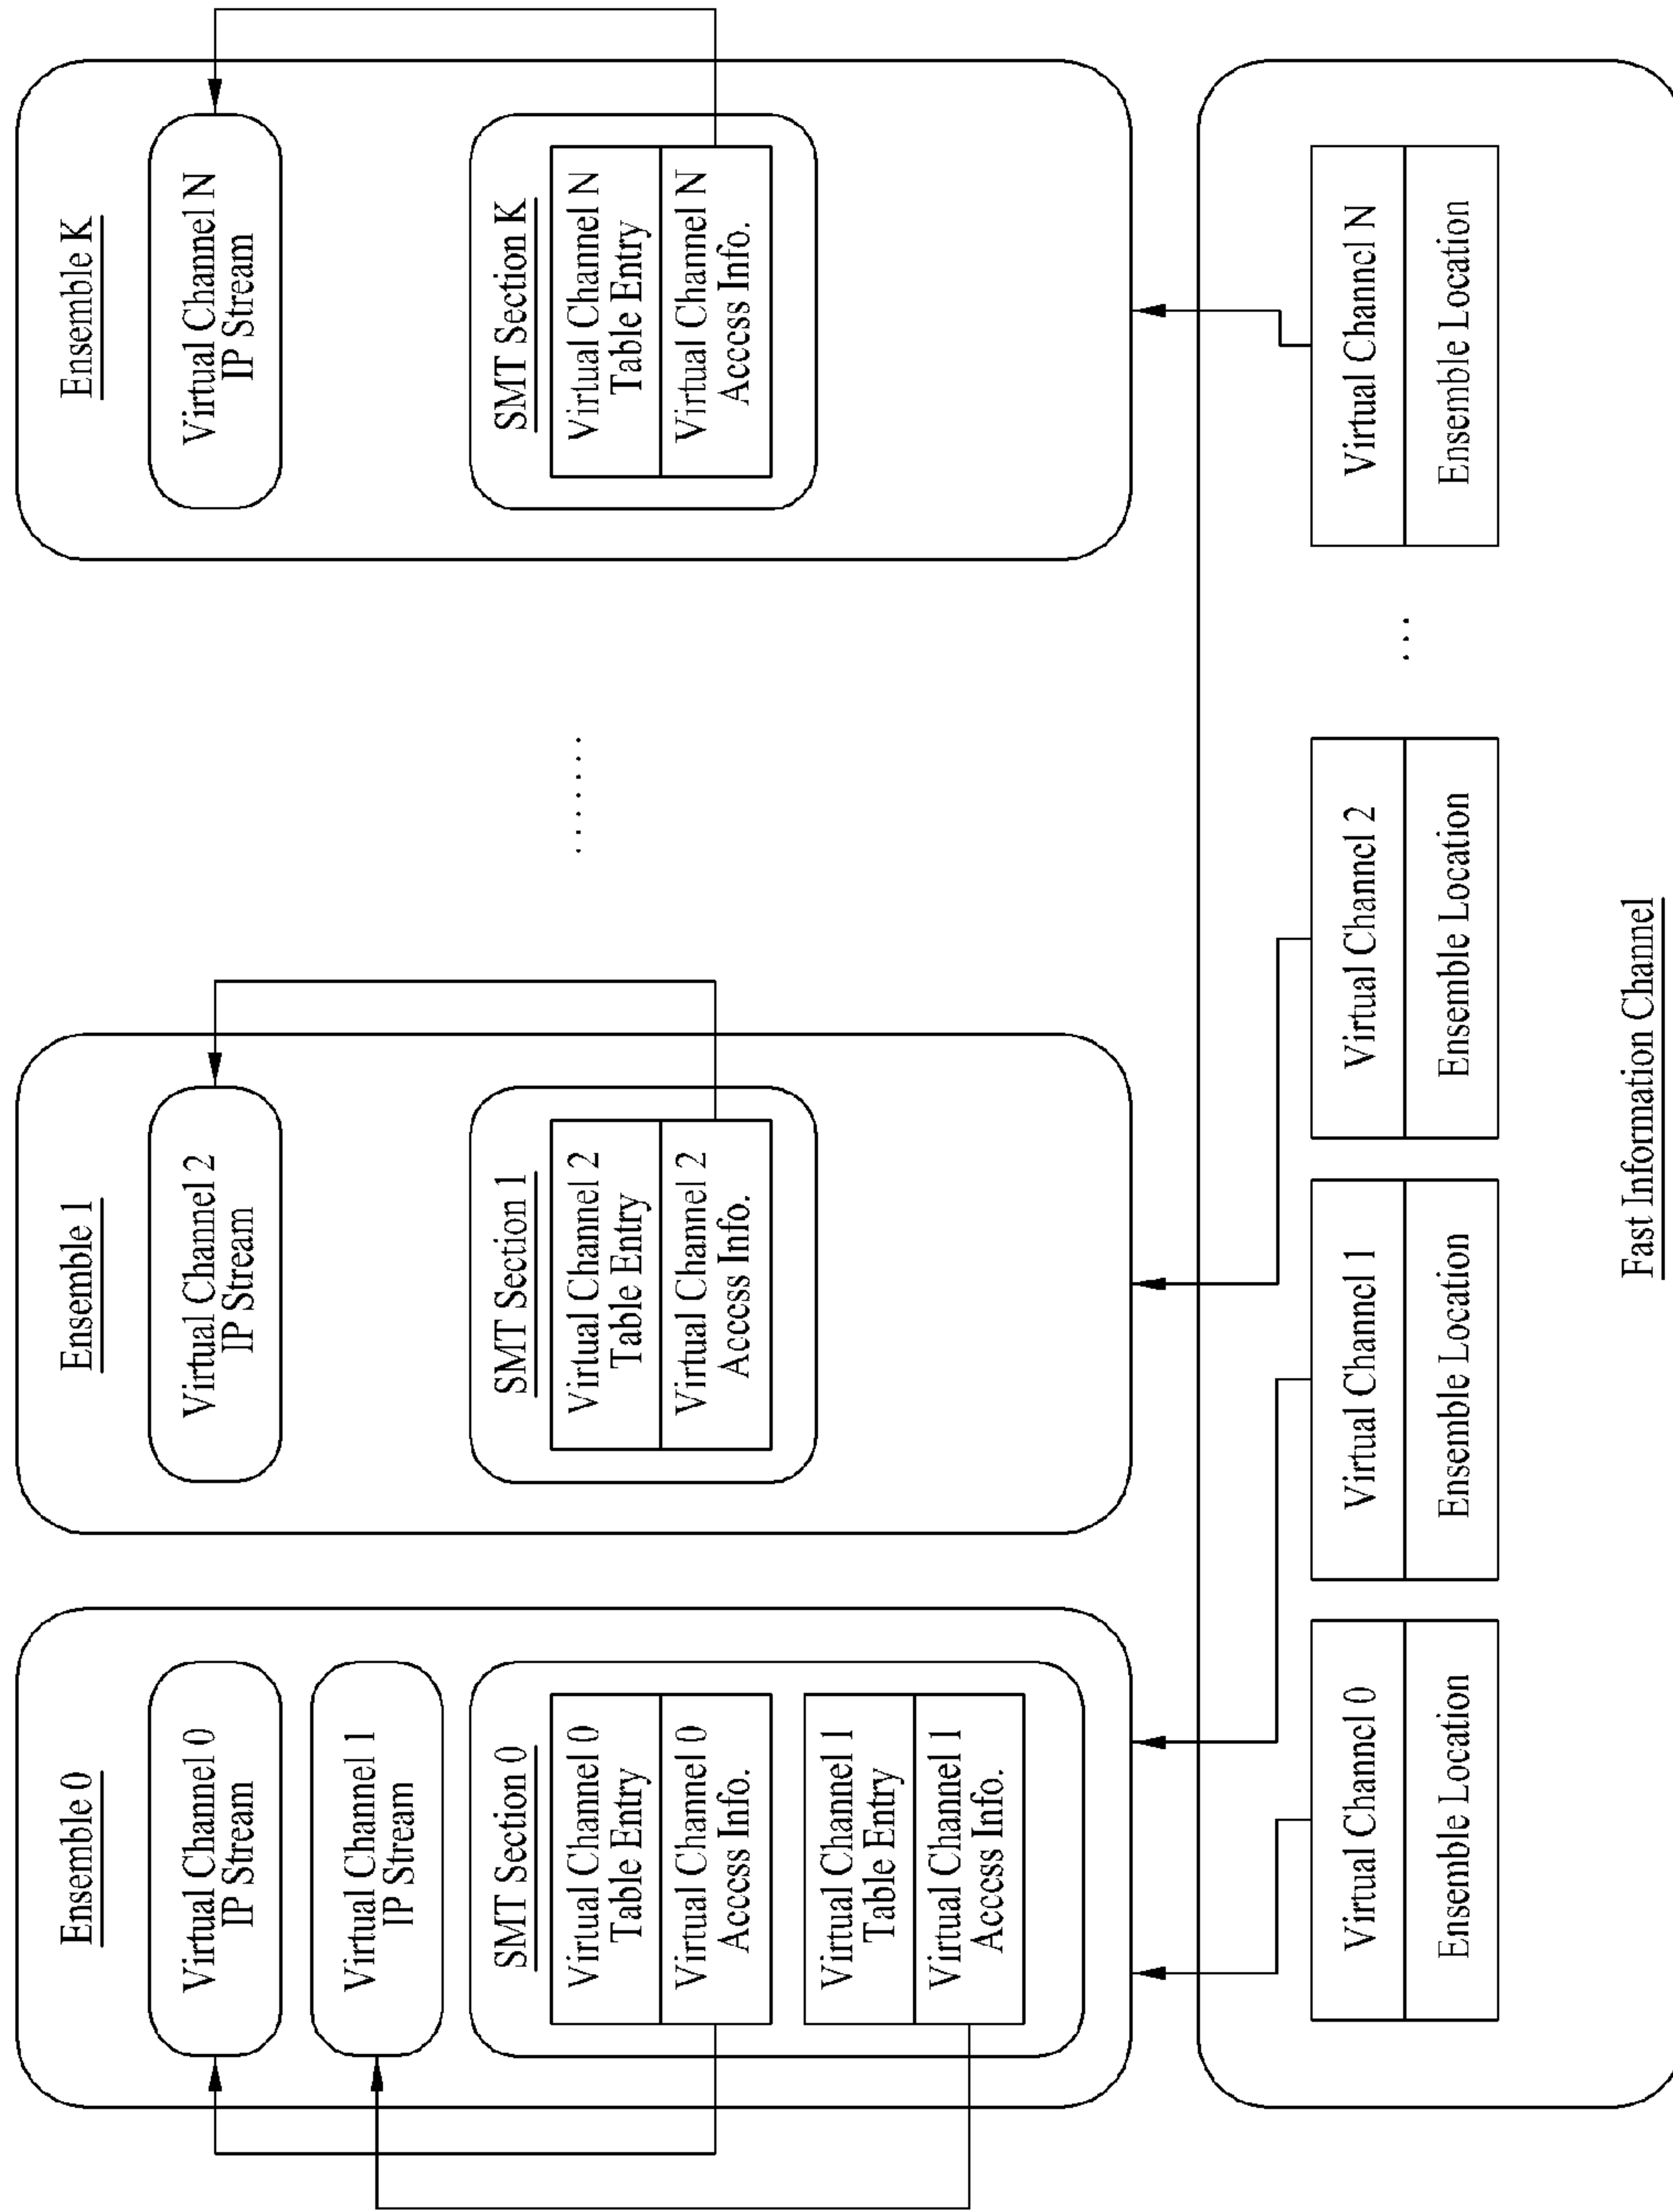 Ensemble 0
Virtual Channel 0
IP Stream
Virtual Channel 1
IP Stream
SMT Section 0
Virtual Channel 0
Table Entry
Virtual Channel 0
Access Info.
Virtual Channel 1
Table Entry
Virtual Channel 1
Access Info.
Ensemble 1
Virtual Channel 2
IP Stream
SMT Section 1
Virtual Channel 2
Table Entry
Virtual Channel 2
Access Info.
.......
Ensemble K
Virtual Channel N
IP Stream
SMT Section K
Virtual Channel N
Table Entry
Virtual Channel N
Access Info.
Virtual Channel 0
Ensemble Location
Virtual Channel 1
Ensemble Location
Virtual Channel 2
Ensemble Location
...
Virtual Channel N
Ensemble Location
Fast Information Channel